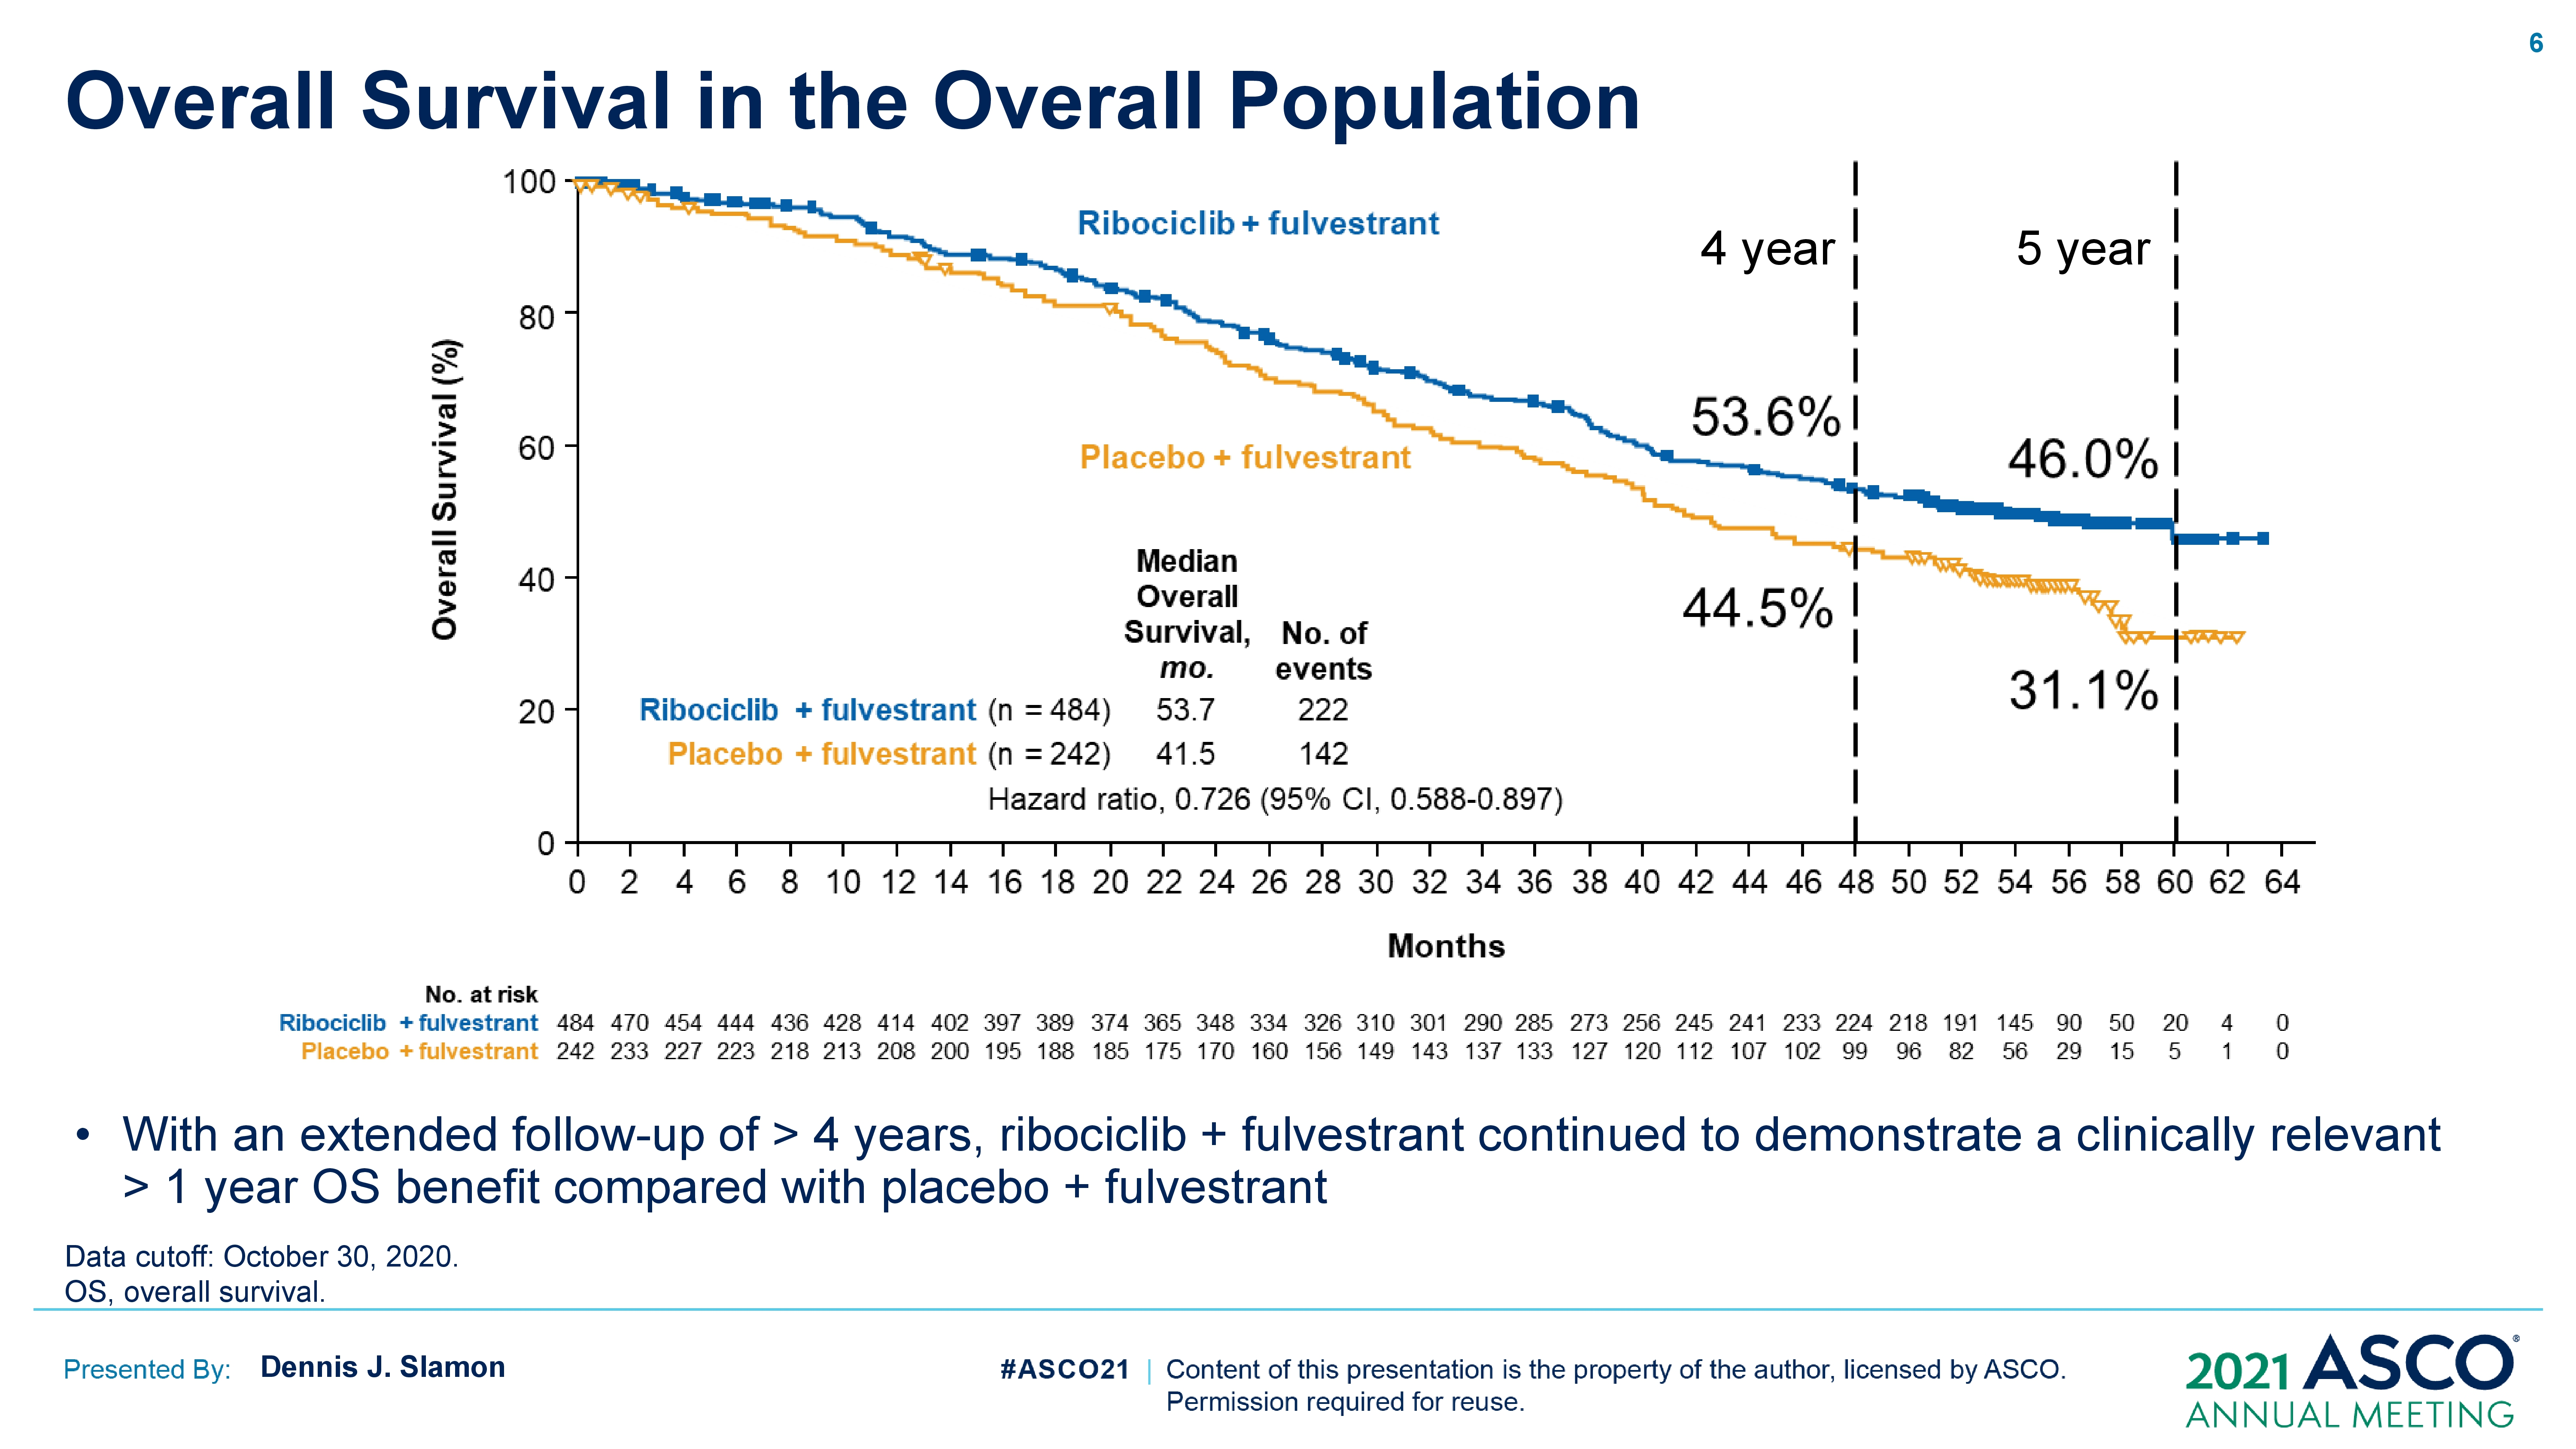 6
Overall Survival in the Overall Population
Overall Survival (%)
100
80
60
40
20
0
Ribociclib + fulvestrant
Placebo + fulvestrant
4 year
5 year
53.6%
46.0%
44.5%
31.1%
Median
Overall
Survival,
mo.
No. of
events
Ribociclib + fulvestrant (n = 484) 53.7 222
Placebo + fulvestrant (n = 242) 41.5 142
Hazard ratio, 0.726 (95% CI, 0.588-0.897)
0 2 4 6 8 10 12 14 16 18 20 22 24 26 28 30 32 34 36 38 40 42 44 46 48 50 52 54 56 58 60 62 64
Months
No. at risk
Ribociclib + fulvestrant 484 470 454 444 436 428 414 402 397 389 374 365 348 334 326 310 301 290 285 273 256 245 241 233 224 218 191 145 90 50 20 4 0
Placebo + fulvestrant 242 233 227 223 218 213 208 200 195 188 185 175 170 160 156 149 143 137 133 127 120 112 107 102 99 96 82 56 29 15 5 1 0
• With an extended follow-up of > 4 years, ribociclib + fulvestrant continued to demonstrate a clinically relevant
> 1 year OS benefit compared with placebo + fulvestrant
Data cutoff: October 30, 2020.
OS, overall survival.
Presented By: Dennis J. Slamon
#ASCO21 | Content of this presentation is the property of the author, licensed by ASCO.
Permission required for reuse.
2021 ASCO®
ANNUAL MEETING